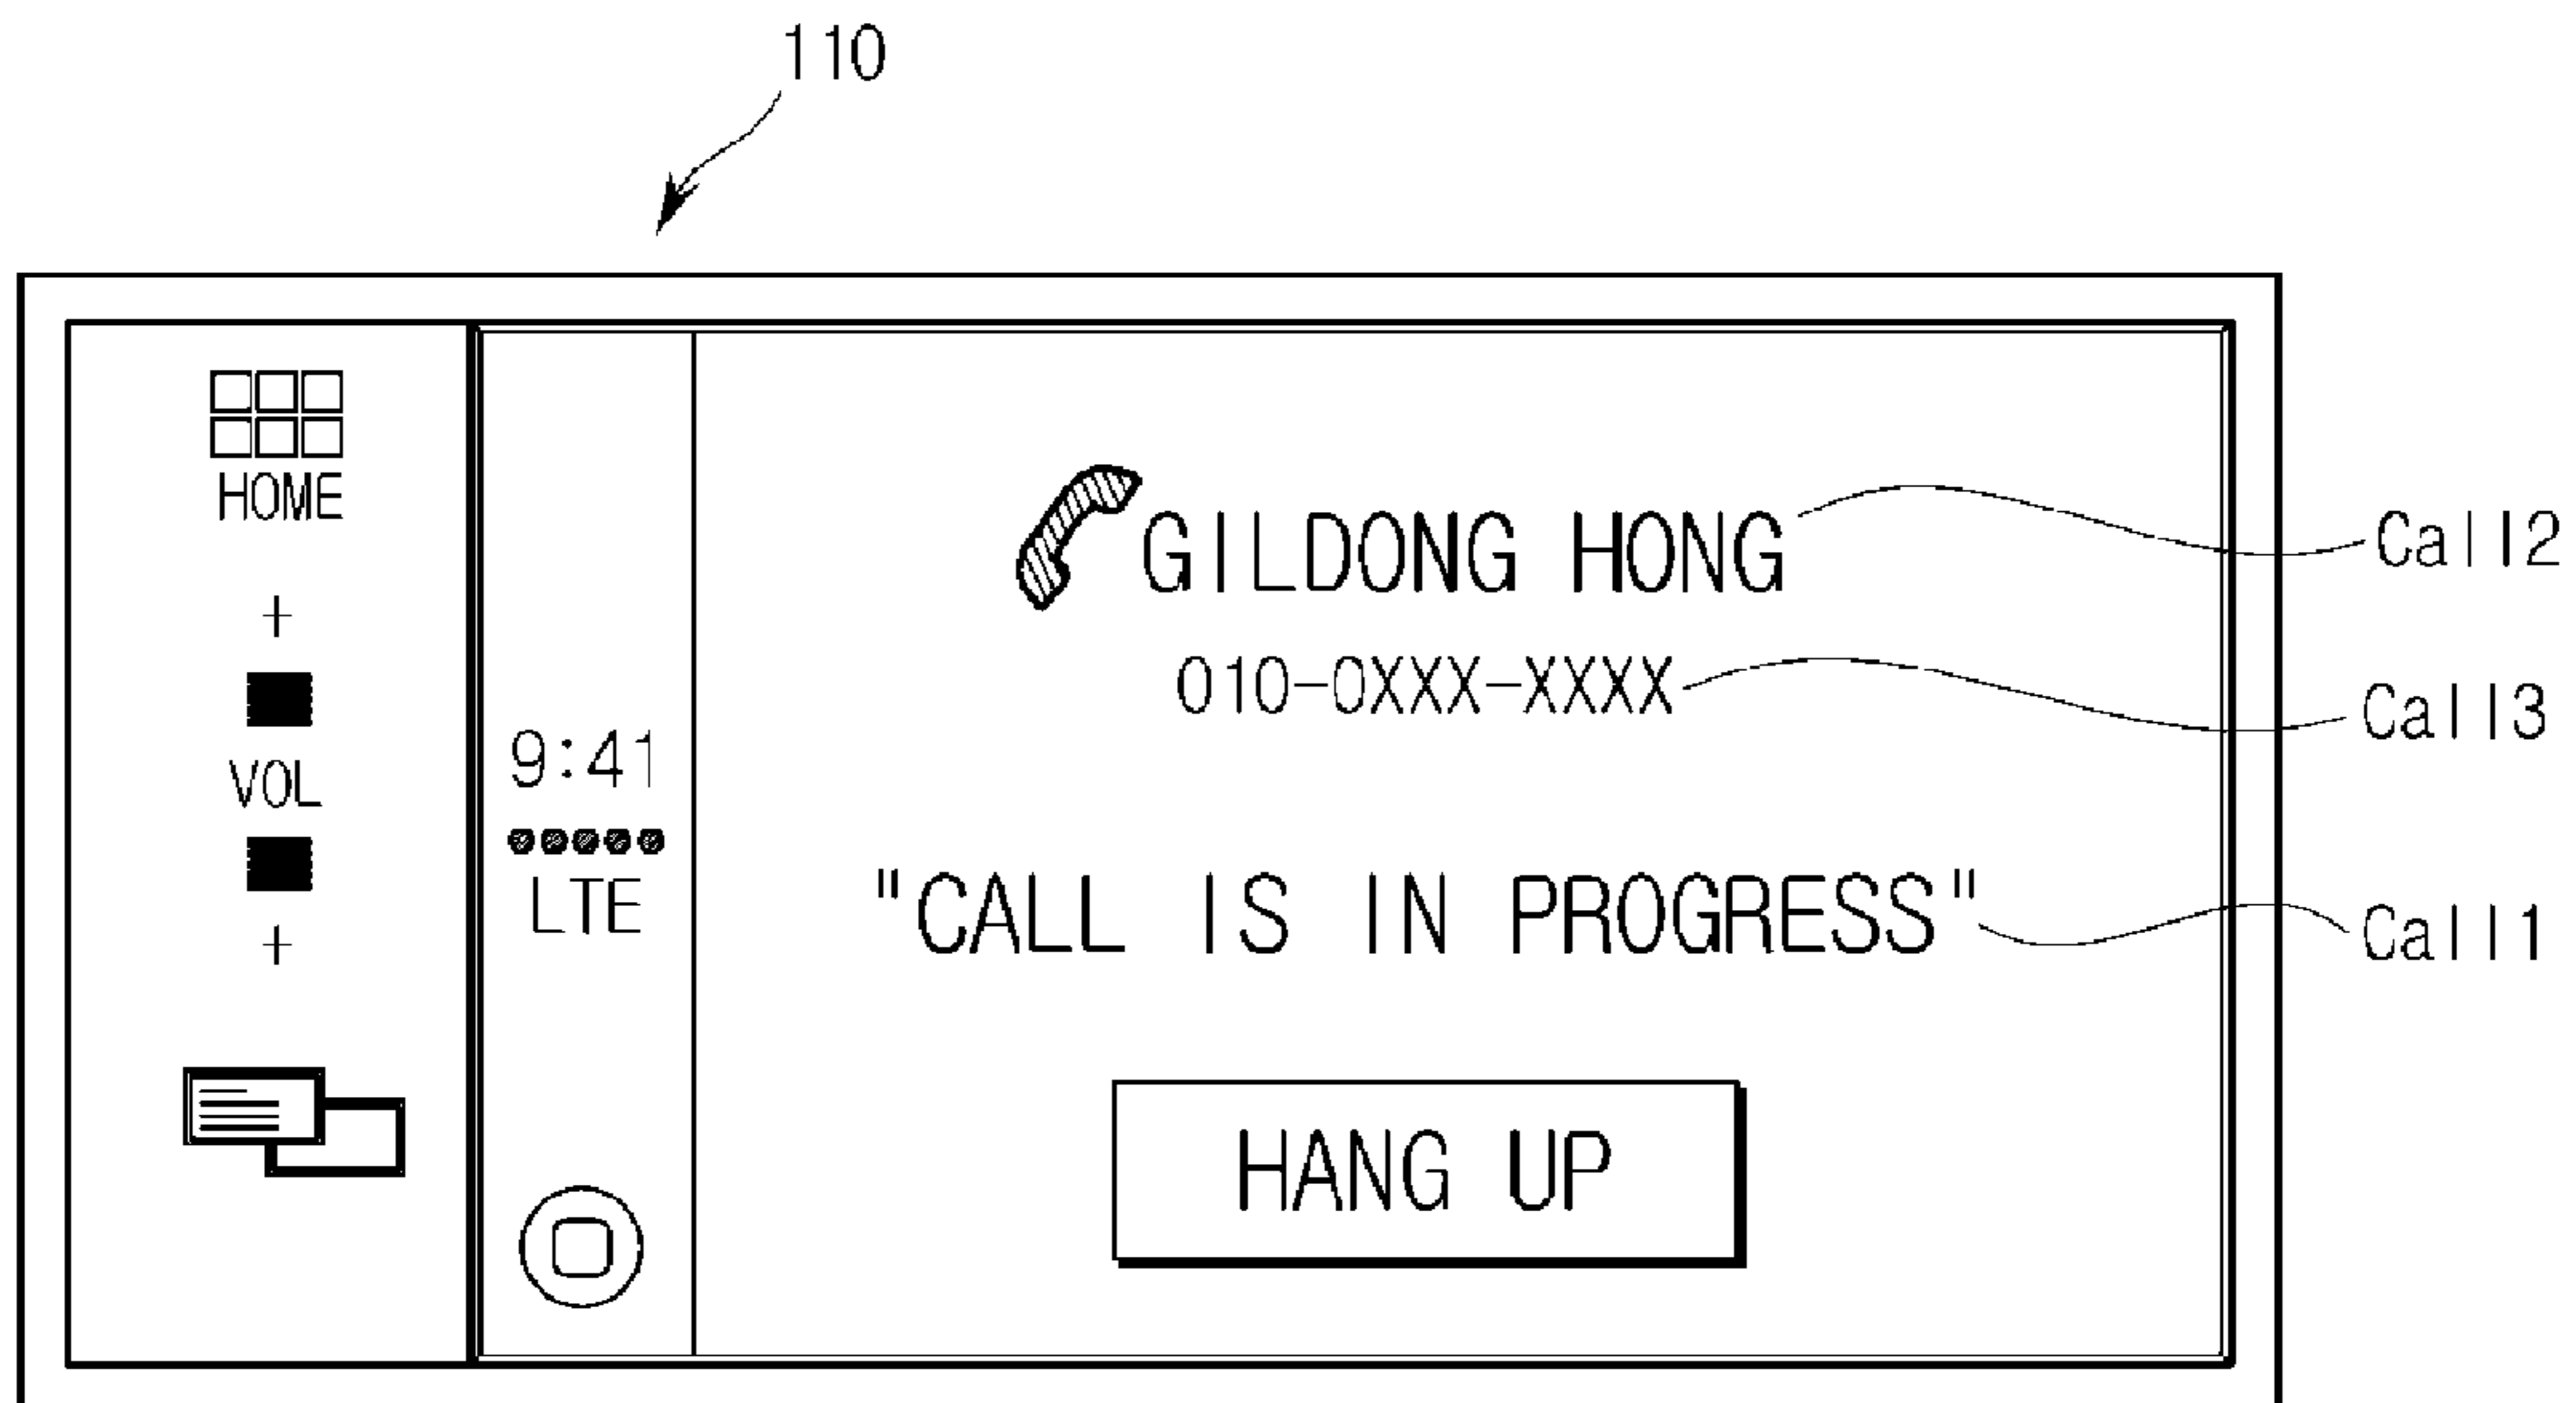 110
HOME
+
VOL
+
9:41
LTE
GILDONG HONG
010-0XXX-XXXX
"CALL IS IN PROGRESS"
HANG UP
Call2
Call3
Call1